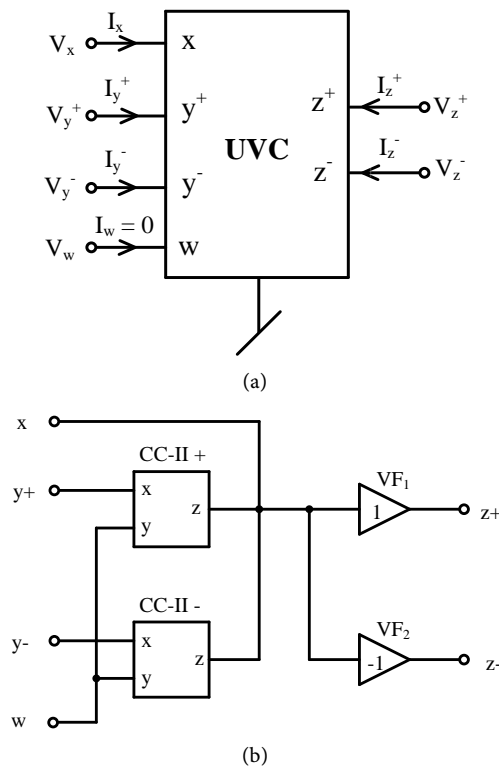 Iₓ
Vₓ x
I_y⁺
V_y⁺ y⁺ z⁺ I_z⁺ V_z⁺
UVC
I_y⁻
V_y⁻ y⁻ z⁻ I_z⁻ V_z⁻
I_w = 0
V_w w
(a)
x
CC-II +
y+ x z y
VF₁
1 z+
CC-II -
y- x z y
VF₂
-1 z-
w
(b)